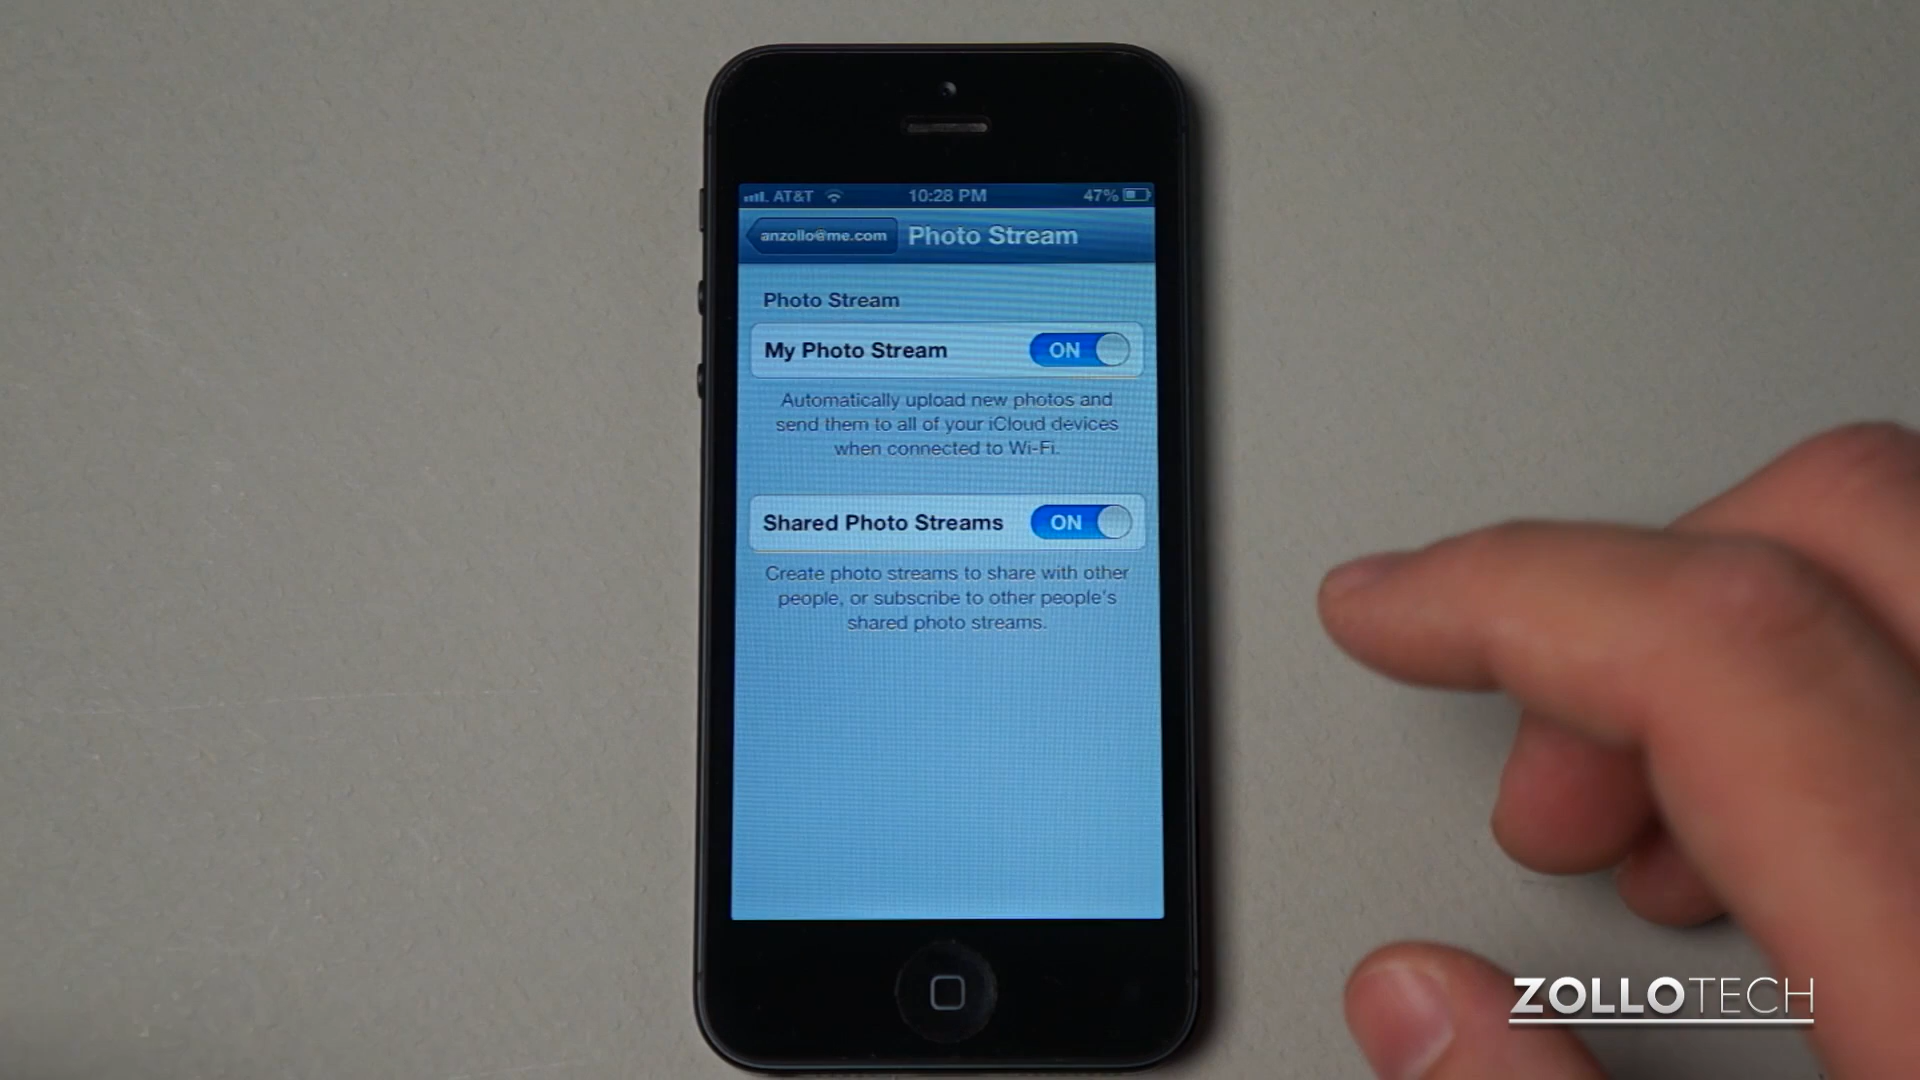 AT&T 10:28 PM 47%
anzollo@me.com Photo Stream
Photo Stream
My Photo Stream ON
Automatically upload new photos and
send them to all of your iCloud devices
when connected to Wi-Fi.
Shared Photo Streams ON
Create photo streams to share with other
people, or subscribe to other people's
shared photo streams.
ZOLLOTECH